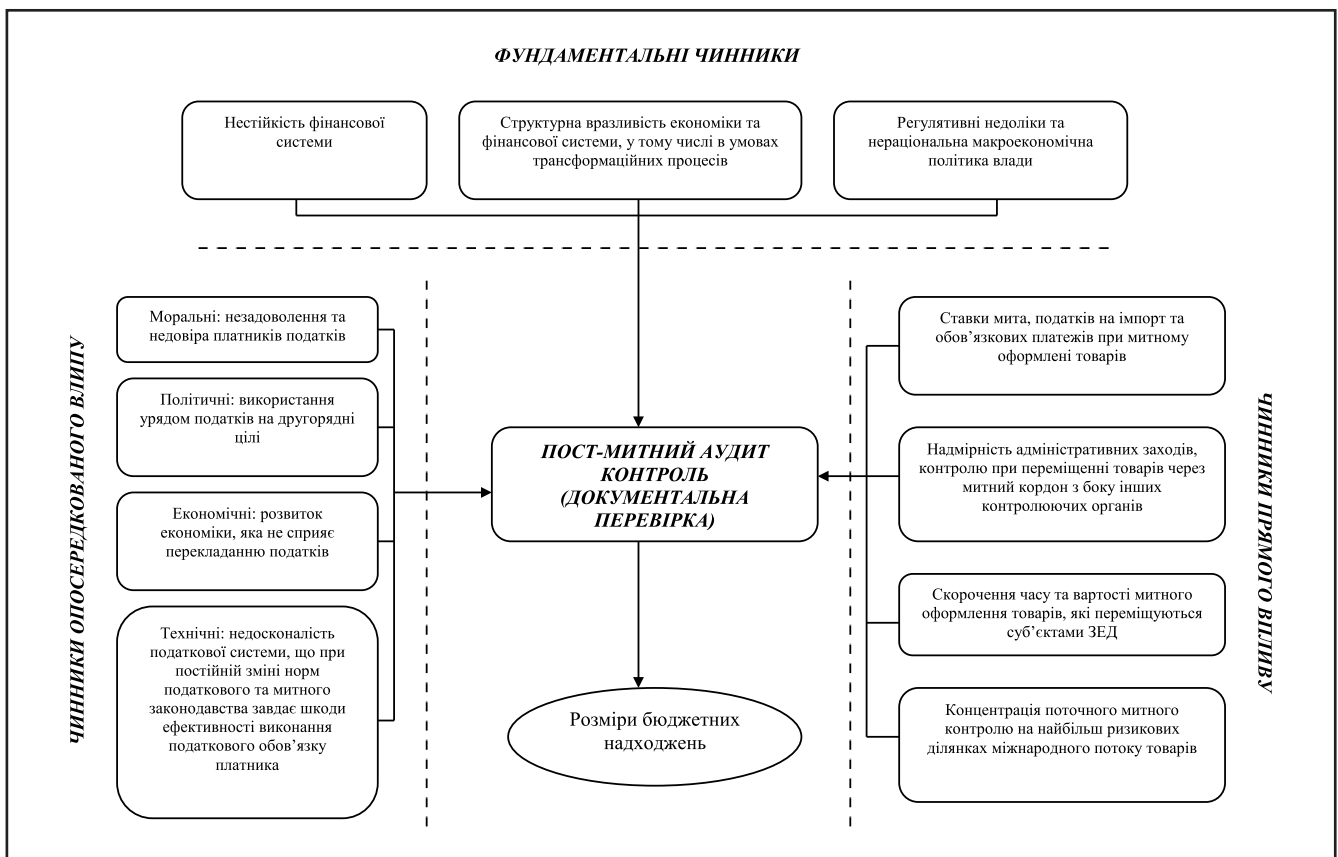 ФУНДАМЕНТАЛЬНІ ЧИННИКИ
Нестійкість фінансової
системи
Структурна вразливість економіки та
фінансової системи, у тому числі в умовах
трансформаційних процесів
Регулятивні недоліки та
нераціональна макроекономічна
політика влади
ЧИННИКИ ОПОСЕРЕДКОВАНОГО ВЛИПУ
Моральні: незадоволення та
недовіра платників податків
Політичні: використання
урядом податків на другорядні
цілі
Економічні: розвиток
економіки, яка не сприяє
перекладанню податків
Технічні: недосконалість
податкової системи, що при
постійній зміні норм
податкового та митного
законодавства завдає шкоди
ефективності виконання
податкового обов’язку
платника
ПОСТ-МИТНИЙ АУДИТ
КОНТРОЛЬ
(ДОКУМЕНТАЛЬНА
ПЕРЕВІРКА)
Розміри бюджетних
надходжень
Ставки мита, податків на імпорт та
обов’язкових платежів при митному
оформлені товарів
Надмірність адміністративних заходів,
контролю при переміщенні товарів через
митний кордон з боку інших
контролюючих органів
Скорочення часу та вартості митного
оформлення товарів, які переміщуються
суб’єктами ЗЕД
Концентрація поточного митного
контролю на найбільш ризикових
ділянках міжнародного потоку товарів
ЧИННИКИ ПРЯМОГО ВПЛИВУ